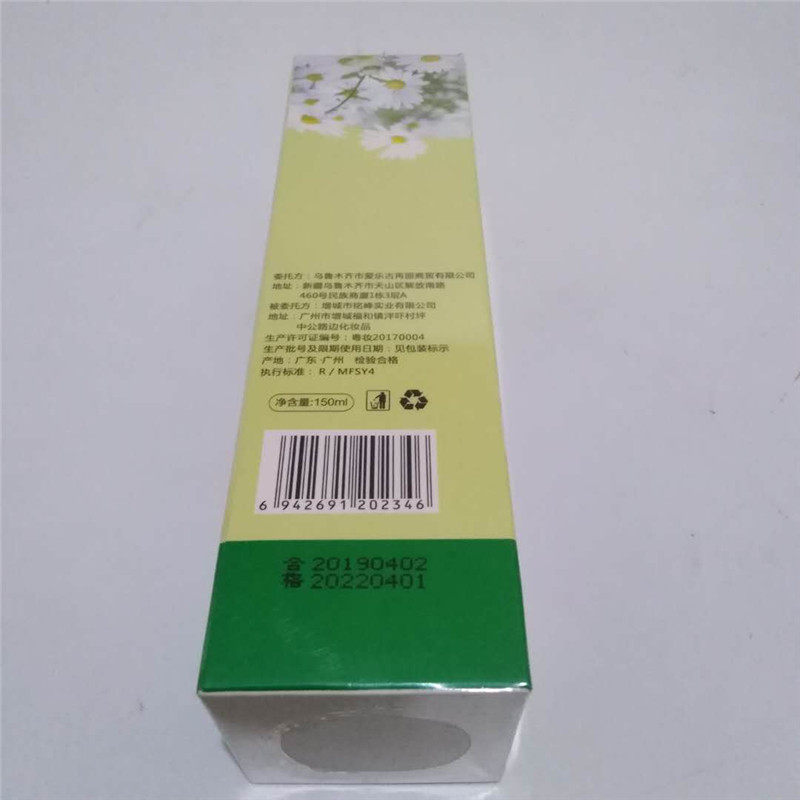 委托方：乌鲁木齐市爱乐古再丽商贸有限公司
地址：新疆乌鲁木齐市天山区解放南路
460号民族商厦1栋3层A
被委托方：增城市铭峰实业有限公司
地址：广州市增城福和镇洋吓村坪
中公路边化妆品
生产许可证编号：粤妆20170004
生产批号及限期使用日期：见包装标示
产地：广东·广州 检验合格
执行标准：R/MFSY4
净含量:150ml
6 942691 202346
合 20190402
格 20220401